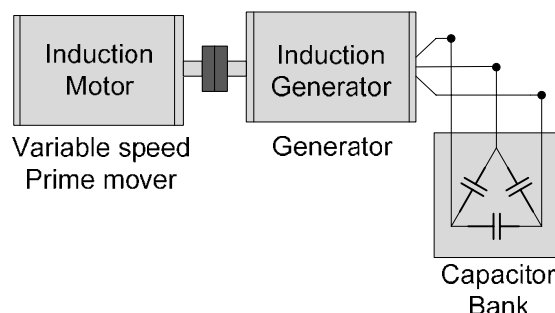 Induction
Motor
Induction
Generator
Variable speed
Prime mover
Generator
Capacitor
Bank